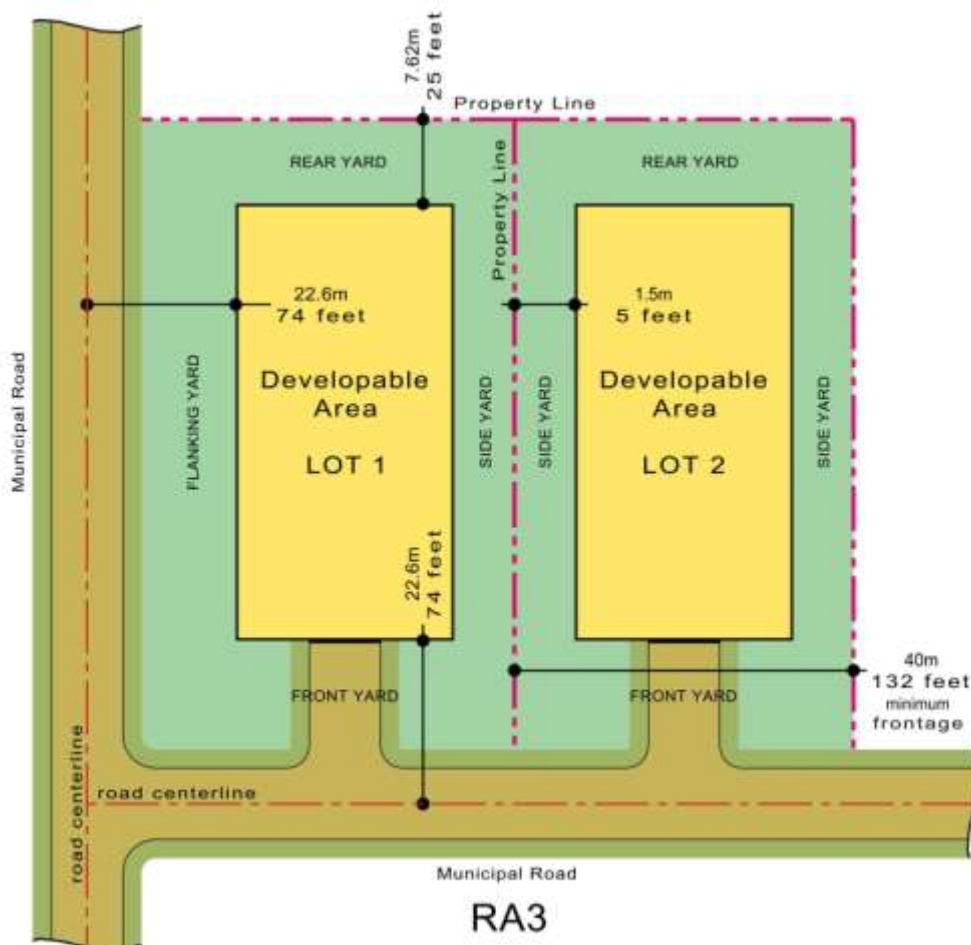 7.62m
25 feet
Property Line
REAR YARD
REAR YARD
Property Line
22.6m
74 feet
1.5m
5 feet
Municipal Road
FLANKING YARD
Developable
Area
LOT 1
SIDE YARD
SIDE YARD
Developable
Area
LOT 2
SIDE YARD
22.6m
74 feet
FRONT YARD
FRONT YARD
40m
132 feet
minimum
frontage
road centerline
road centerline
Municipal Road
RA3